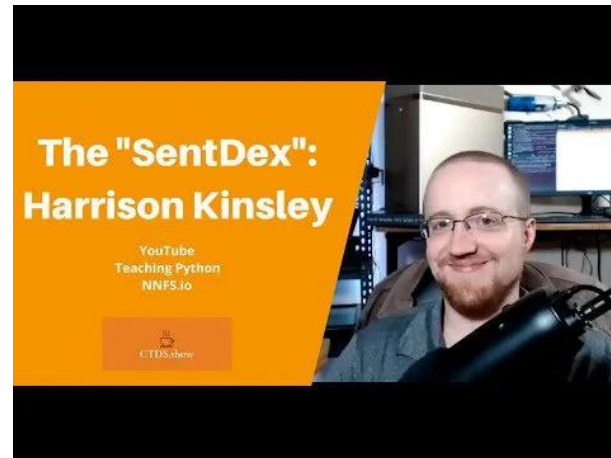 The "SentDex":
Harrison Kinsley
YouTube
Teaching Python
NNFS.io
CTDS.show